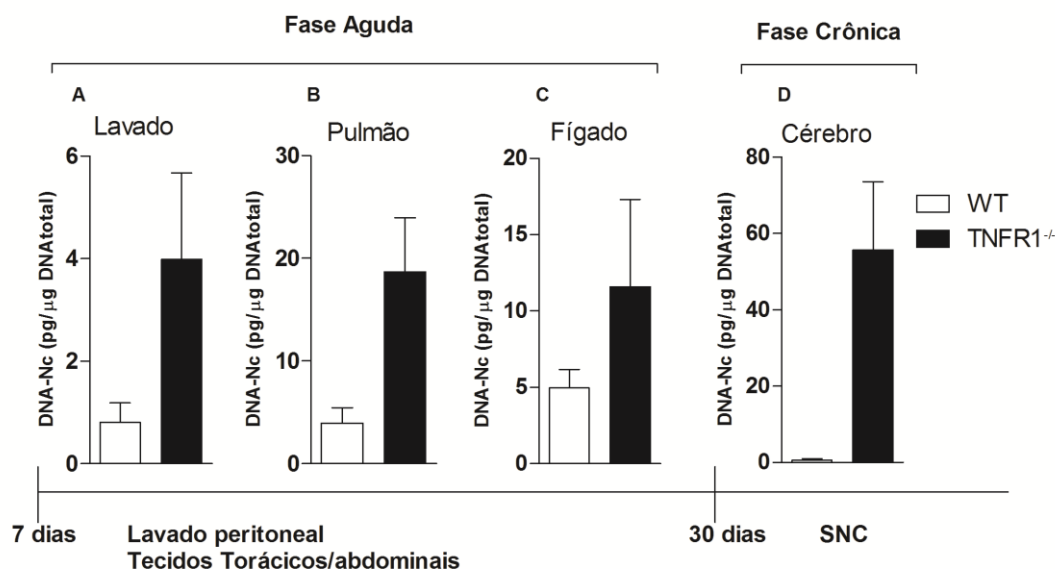 Fase Aguda
Fase Crônica
A
Lavado
DNA-Nc (pg/µg DNAtotal)
6
4
2
0
B
Pulmão
DNA-Nc (pg/µg DNAtotal)
30
20
10
0
C
Fígado
DNA-Nc (pg/µg DNAtotal)
20
15
10
5
0
D
Cérebro
DNA-Nc (pg/µg DNAtotal)
80
60
40
20
0
WT
TNFR1-/-
7 dias
Lavado peritoneal
Tecidos Torácicos/abdominais
30 dias
SNC